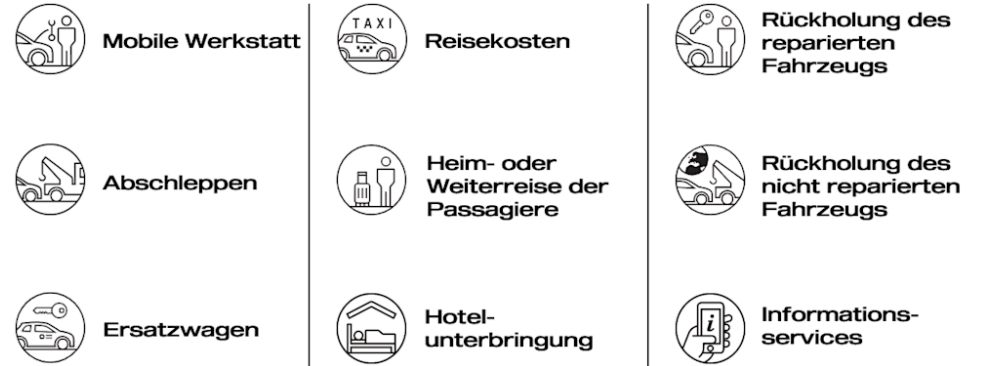 Mobile Werkstatt
Abschleppen
Ersatzwagen
TAXI
Reisekosten
Heim- oder
Weiterreise der
Passagiere
Hotel-
unterbringung
Rückholung des
reparierten
Fahrzeugs
Rückholung des
nicht reparierten
Fahrzeugs
i
Informations-
services